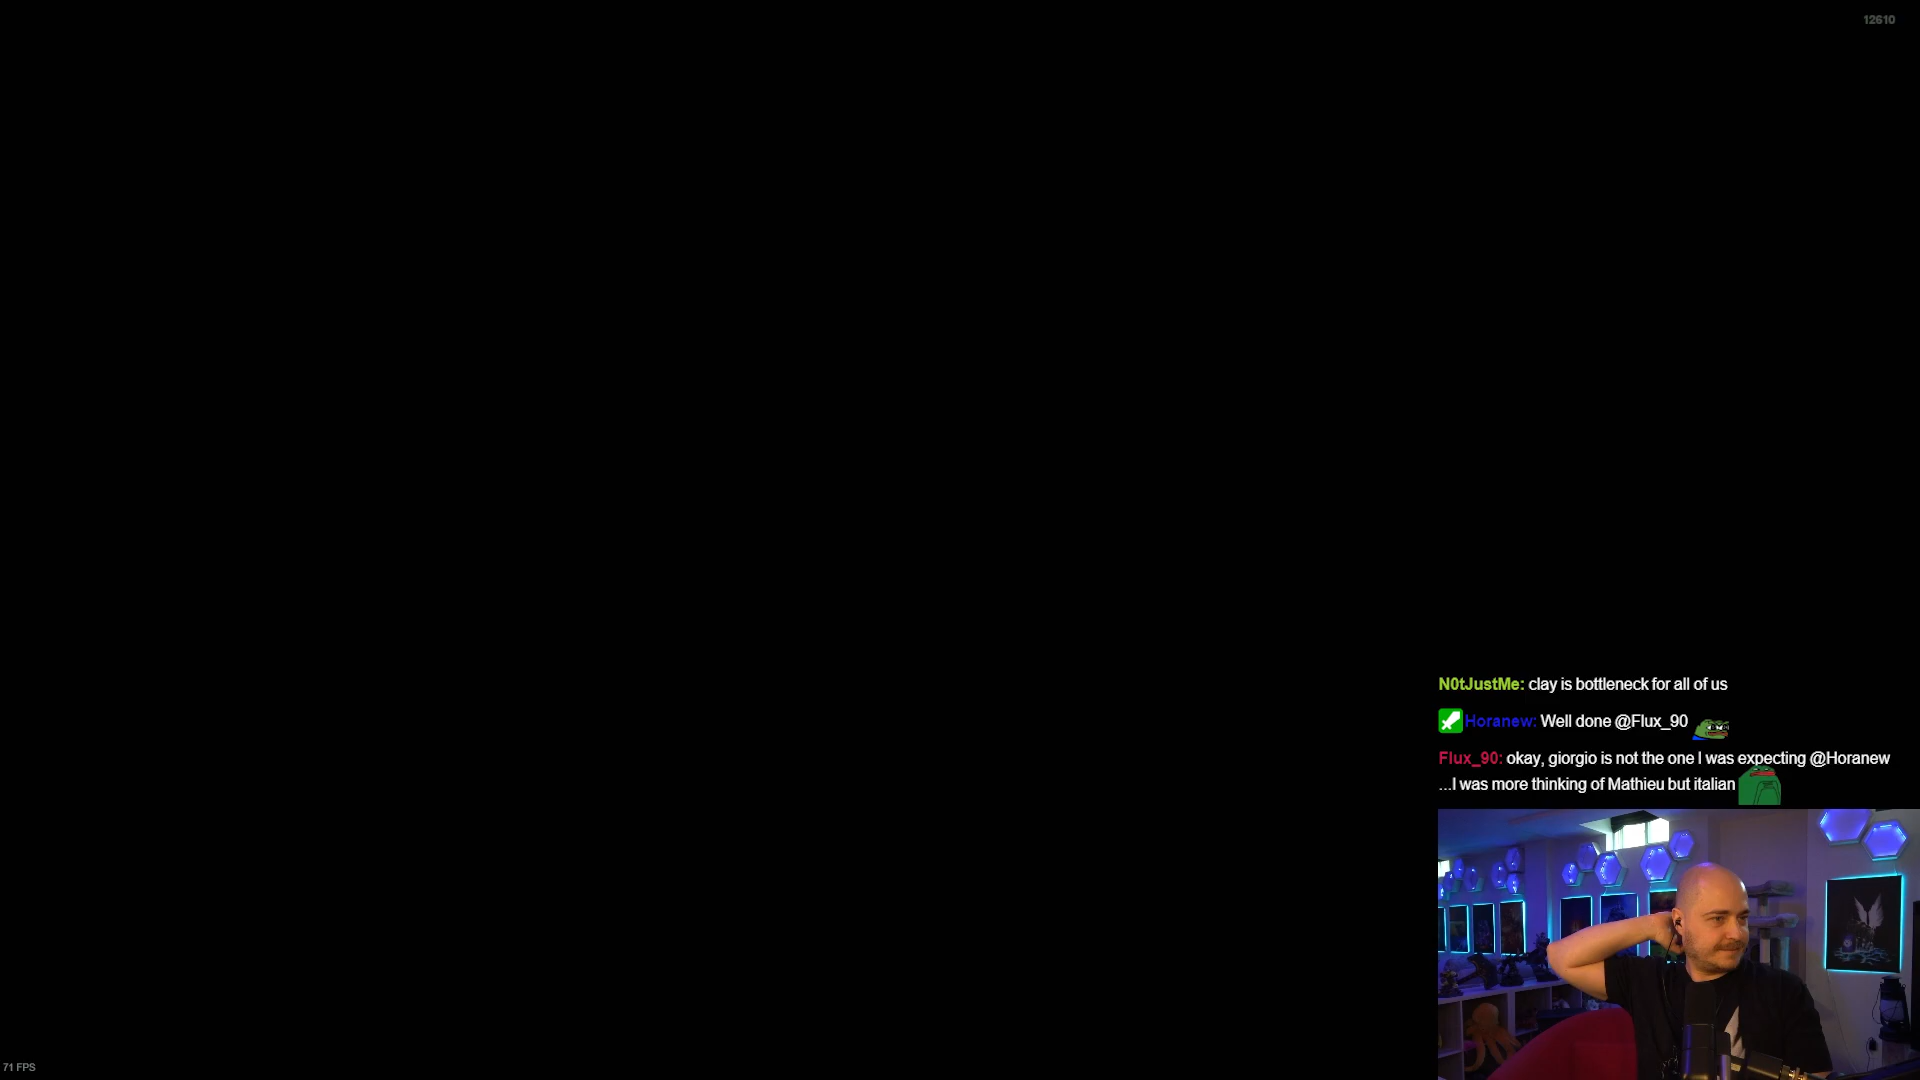 12610
N0tJustMe: clay is bottleneck for all of us
Horanew: Well done @Flux_90
Flux_90: okay, giorgio is not the one I was expecting @Horanew
...I was more thinking of Mathieu but italian
71 FPS